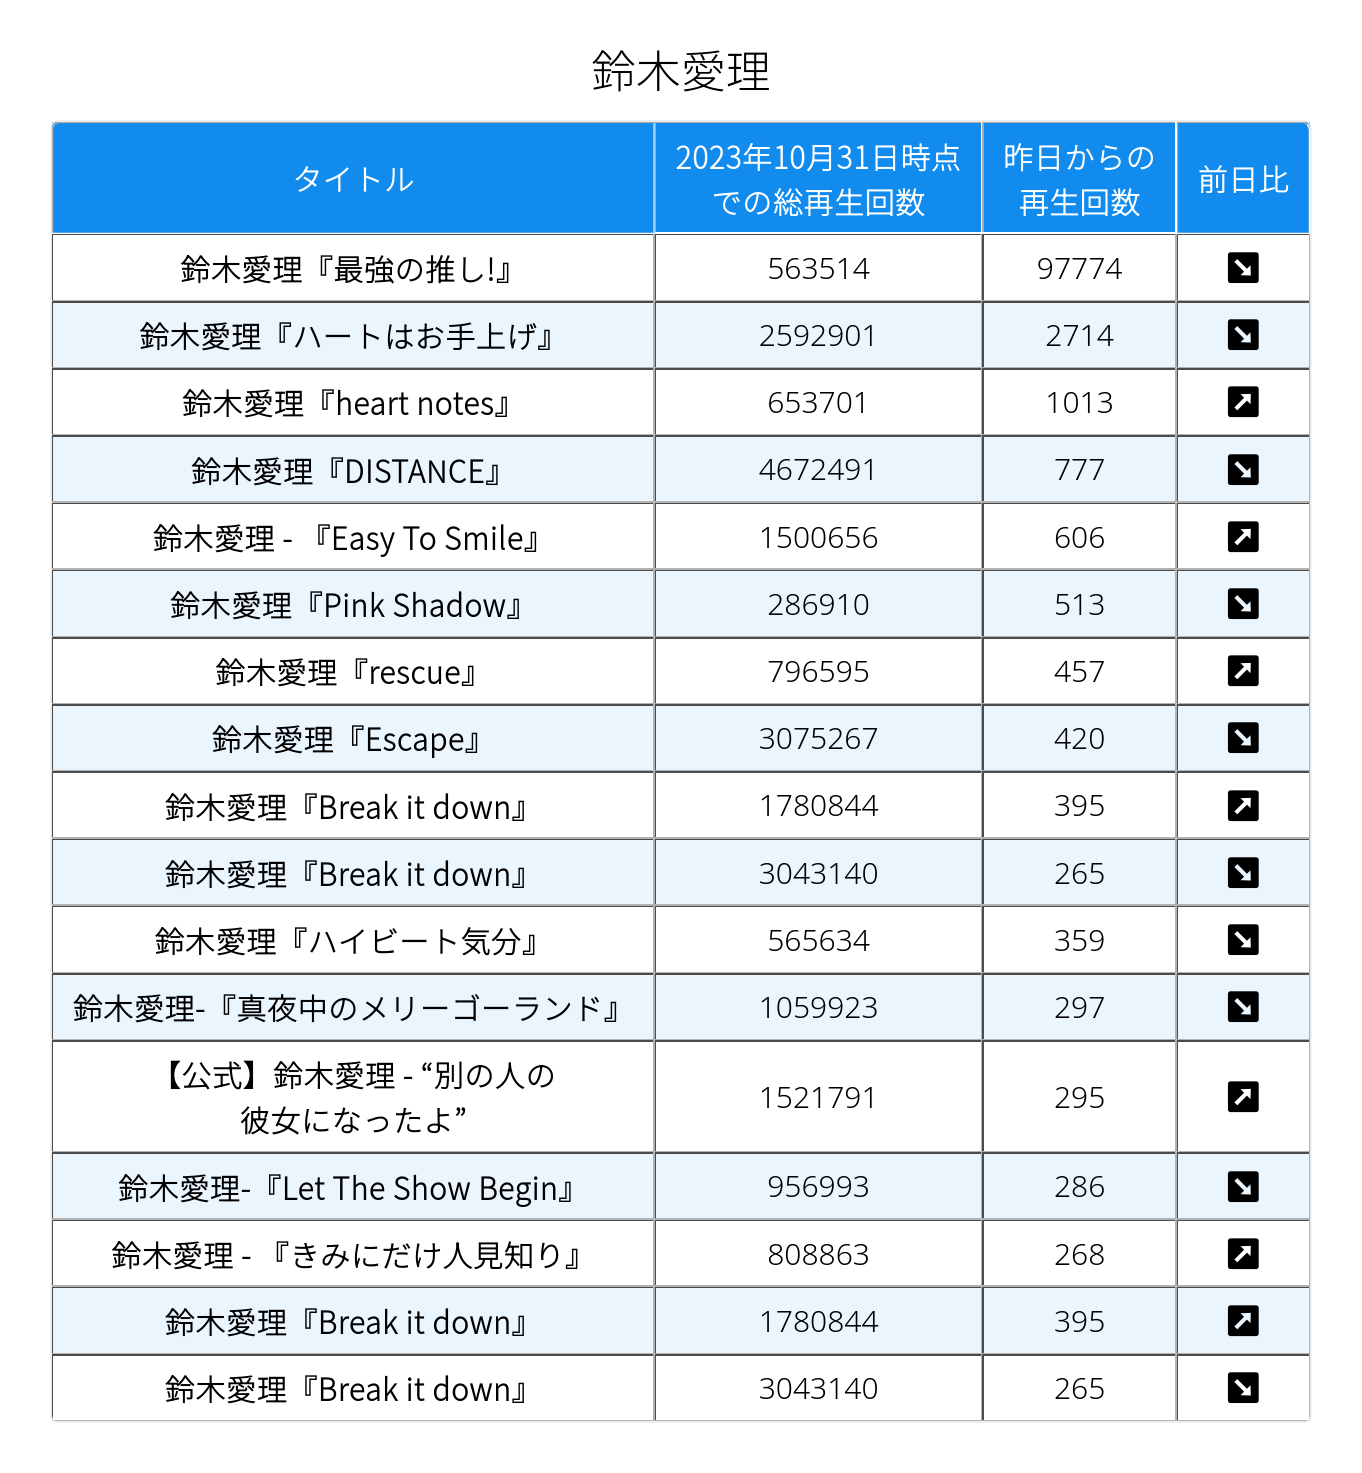 鈴木愛理
タイトル
2023年10月31日時点
での総再生回数
昨日からの
再生回数
前日比
鈴木愛理『最強の推し!』 563514 97774
鈴木愛理『ハートはお手上げ』 2592901 2714
鈴木愛理『heart notes』 653701 1013
鈴木愛理『DISTANCE』 4672491 777
鈴木愛理 - 『Easy To Smile』 1500656 606
鈴木愛理『Pink Shadow』 286910 513
鈴木愛理『rescue』 796595 457
鈴木愛理『Escape』 3075267 420
鈴木愛理『Break it down』 1780844 395
鈴木愛理『Break it down』 3043140 265
鈴木愛理『ハイビート気分』 565634 359
鈴木愛理-『真夜中のメリーゴーランド』 1059923 297
【公式】鈴木愛理 - “別の人の
彼女になったよ” 1521791 295
鈴木愛理-『Let The Show Begin』 956993 286
鈴木愛理 - 『きみにだけ人見知り』 808863 268
鈴木愛理『Break it down』 1780844 395
鈴木愛理『Break it down』 3043140 265